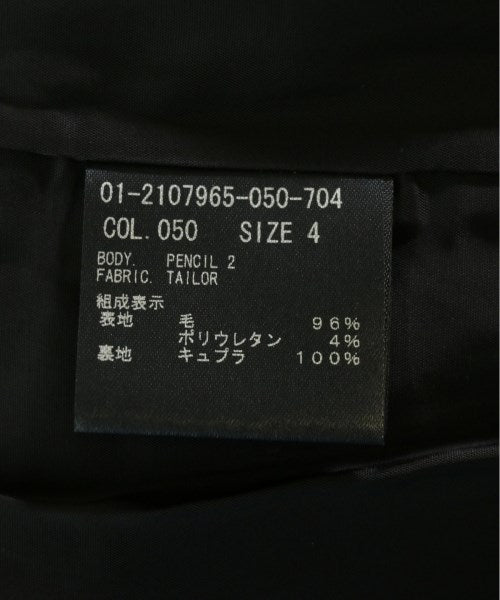 01-2107965-050-704
COL. 050 SIZE 4
BODY. PENCIL 2
FABRIC. TAILOR
組成表示
表地 毛 96%
ポリウレタン 4%
裏地 キュプラ 100%